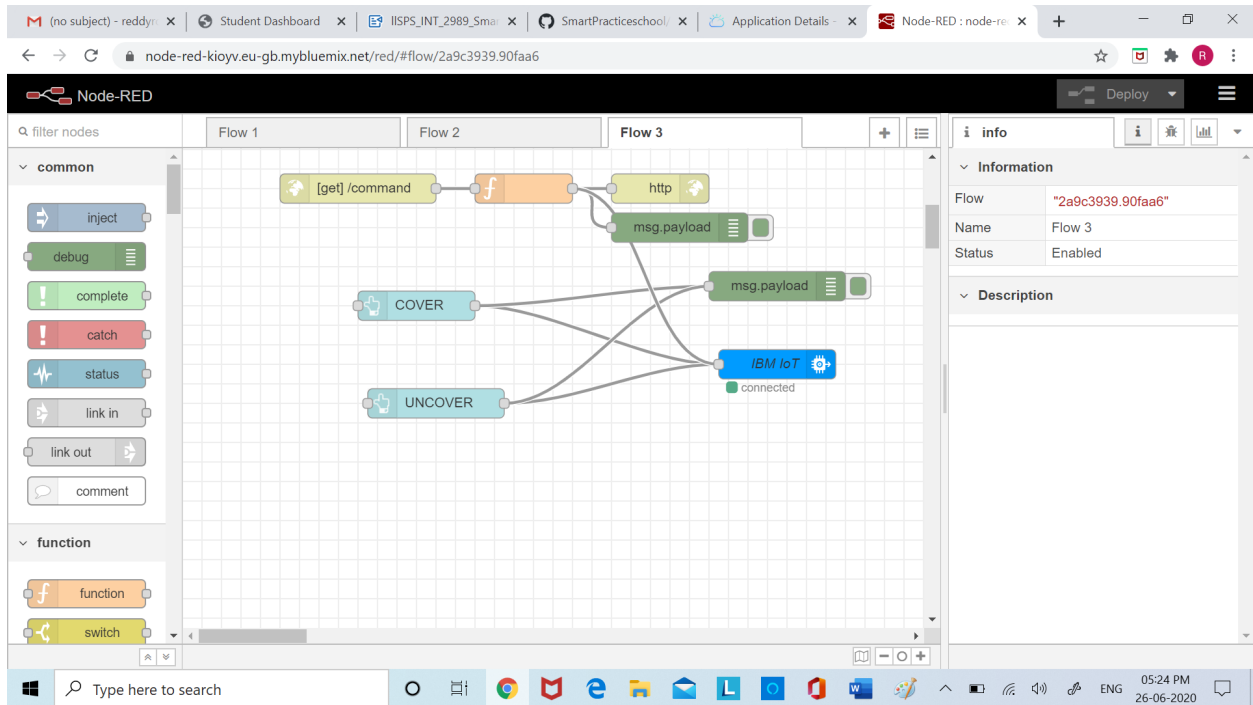 (no subject) - reddyr
Student Dashboard
IISPS_INT_2989_Smar
SmartPracticeschool/
Application Details -
Node-RED : node-re
node-red-kioyv.eu-gb.mybluemix.net/red/#flow/2a9c3939.90faa6
R
Node-RED
Deploy
filter nodes
Flow 1
Flow 2
Flow 3
i info
i
common
inject
debug
complete
catch
status
link in
link out
comment
function
function
switch
[get] /command
f
http
msg.payload
msg.payload
COVER
IBM IoT
connected
UNCOVER
Information
Flow
"2a9c3939.90faa6"
Name
Flow 3
Status
Enabled
Description
Type here to search
ENG
05:24 PM
26-06-2020